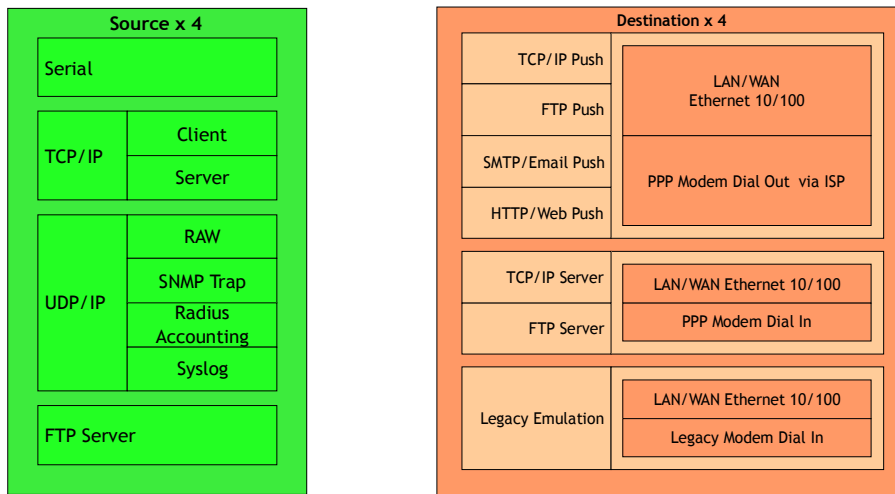 Source x 4
Serial
TCP/IP
Client
Server
UDP/IP
RAW
SNMP Trap
Radius
Accounting
Syslog
FTP Server
Destination x 4
TCP/IP Push
FTP Push
SMTP/Email Push
HTTP/Web Push
LAN/WAN
Ethernet 10/100
PPP Modem Dial Out via ISP
TCP/IP Server
FTP Server
LAN/WAN Ethernet 10/100
PPP Modem Dial In
Legacy Emulation
LAN/WAN Ethernet 10/100
Legacy Modem Dial In